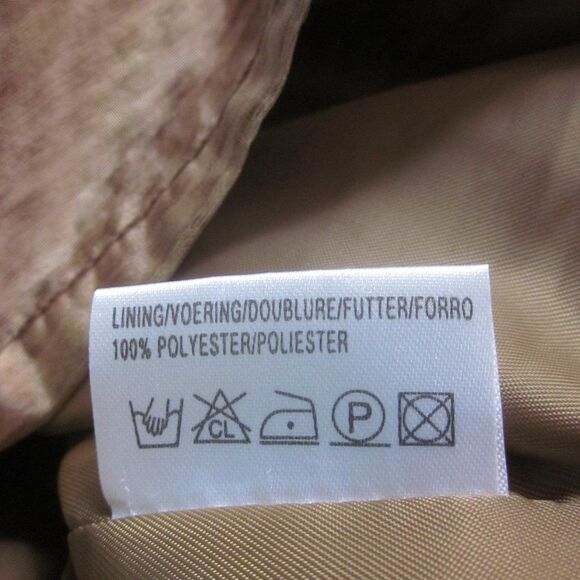 LINING/VOERING/DOUBLURE/FUTTER/FORRO
100% POLYESTER/POLIESTER
CL P